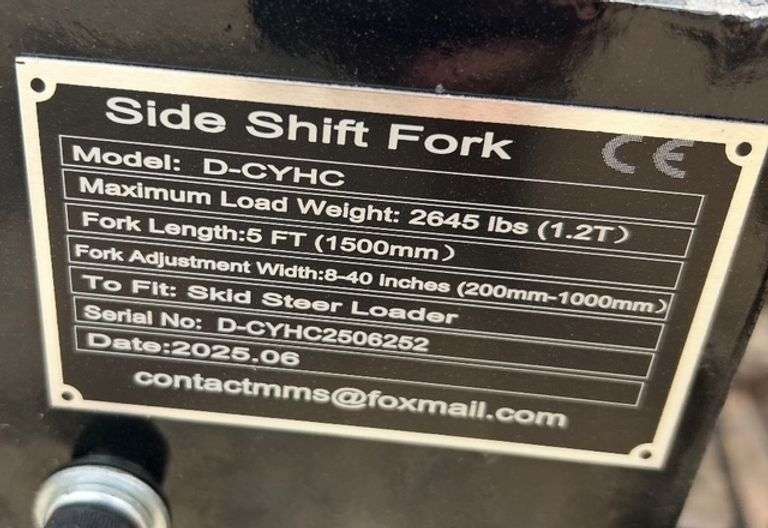 Side Shift Fork
CE
Model: D-CYHC
Maximum Load Weight: 2645 lbs (1.2T)
Fork Length:5 FT (1500mm)
Fork Adjustment Width:8-40 inches (200mm-1000mm)
To Fit: Skid Steer Loader
Serial No: D-CYHC2506252
Date:2025.06
contactmms@foxmail.com